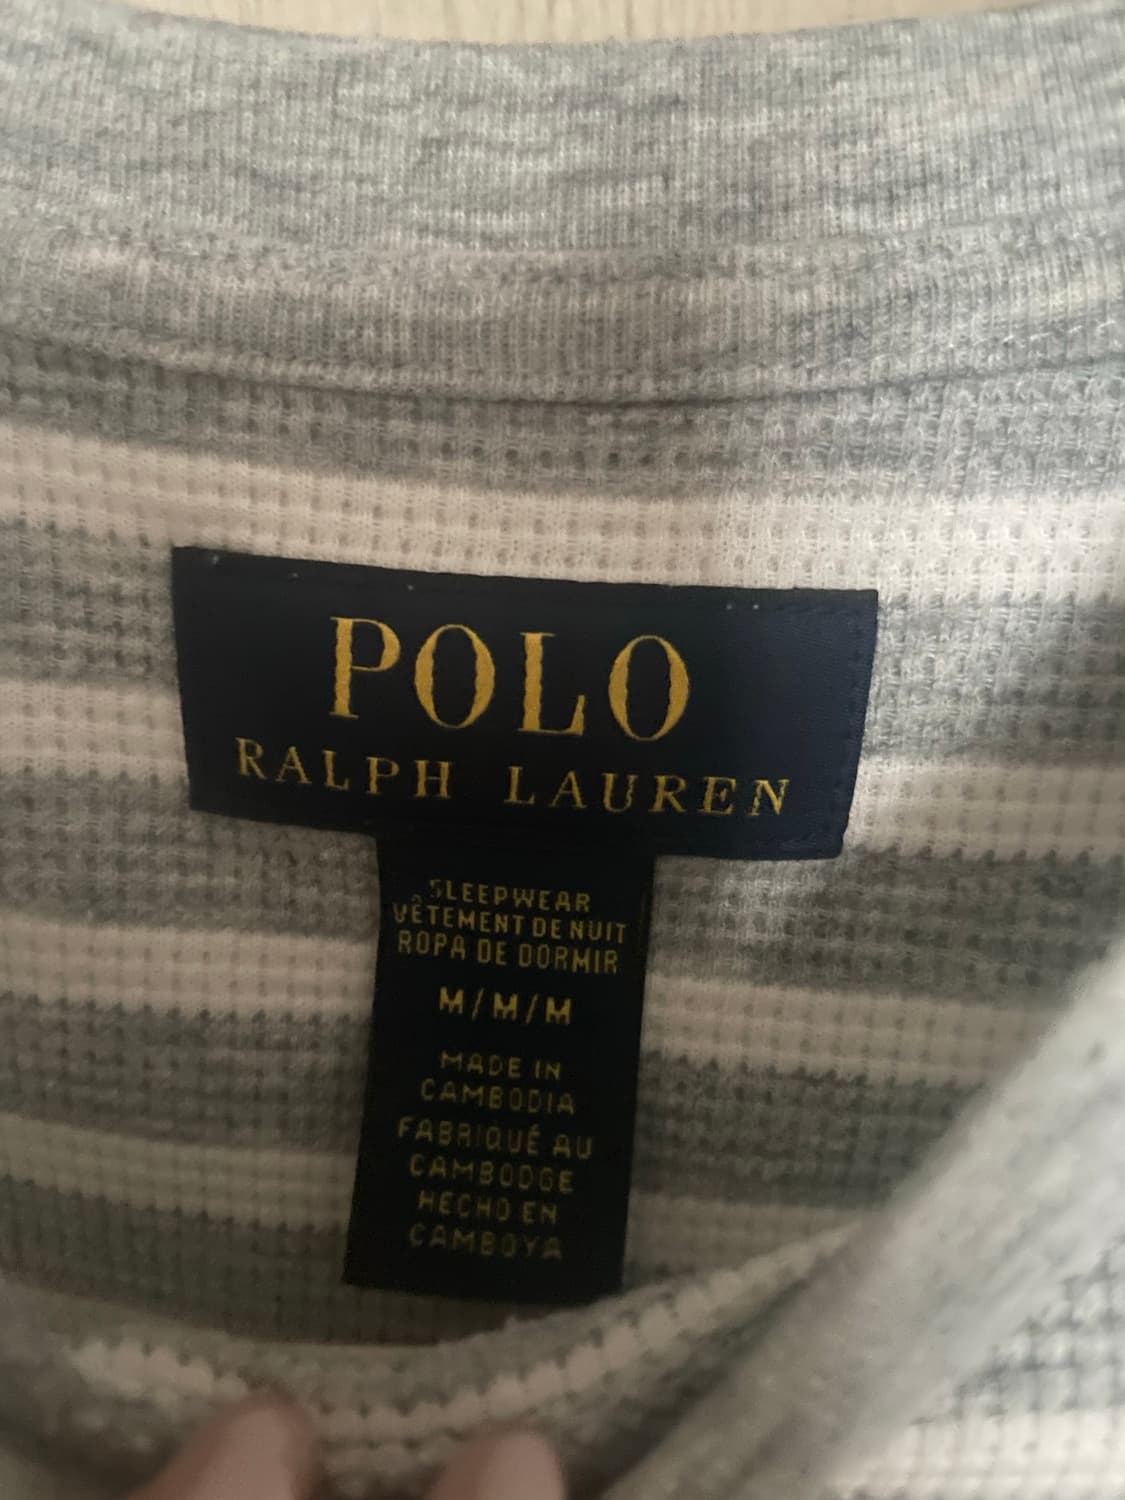 POLO
RALPH LAUREN
SLEEPWEAR
VÊTEMENT DE NUIT
ROPA DE DORMIR
M/M/M
MADE IN
CAMBODIA
FABRIQUÉ AU
CAMBODGE
HECHO EN
CAMBOYA